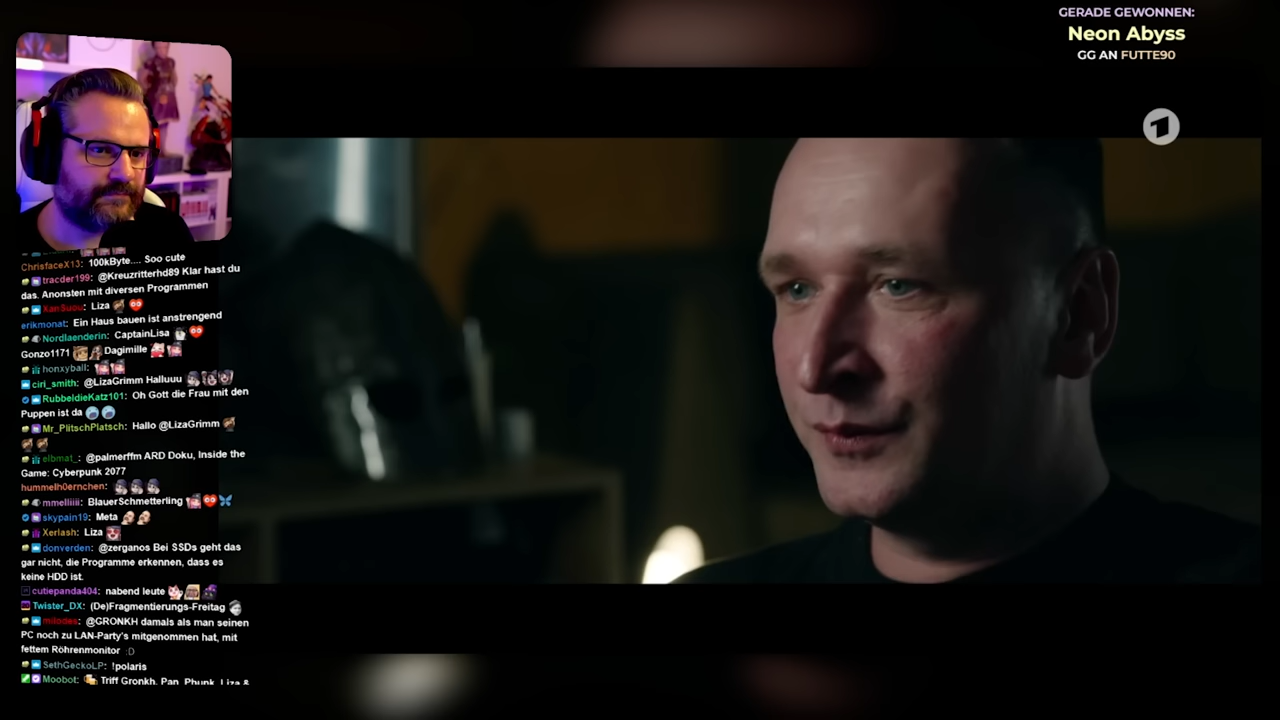 GERADE GEWONNEN:
Neon Abyss
GG AN FUTTE90
ChrisfaceX13: 100kByte.... Soo cute
tracder199: @Kreuzritterhd89 Klar hast du
das. Anonsten mit diversen Programmen
XanSuou: Liza
erikmonat: Ein Haus bauen ist anstrengend
Nordlaenderin: CaptainLisa
Gonzo1171 Dagimille
honxyball:
ciri_smith: @LizaGrimm Halluuu
RubbeldieKatz101: Oh Gott die Frau mit den
Puppen ist da
Mr_PlitschPlatsch: Hallo @LizaGrimm
elbmat_: @palmerffm ARD Doku, Inside the
Game: Cyberpunk 2077
hummelh0ernchen:
mmelliiii: BlauerSchmetterling
skypain19: Meta
Xerlash: Liza
donverden: @zerganos Bei SSDs geht das
gar nicht, die Programme erkennen, dass es
keine HDD ist.
cutiepanda404: nabend leute
Twister_DX: (De)Fragmentierungs-Freitag
milodes: @GRONKH damals als man seinen
PC noch zu LAN-Party's mitgenommen hat, mit
fettem Röhrenmonitor :D
SethGeckoLP: !polaris
Moobot: Triff Gronkh, Pan, Phunk, Liza &